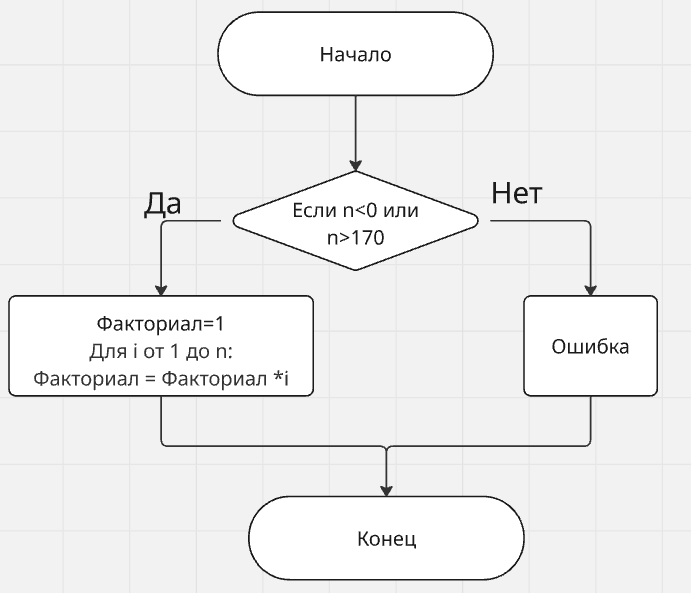 Начало
Да
Нет
Если n<0 или
n>170
Факториал=1
Для i от 1 до n:
Факториал = Факториал *i
Ошибка
Конец